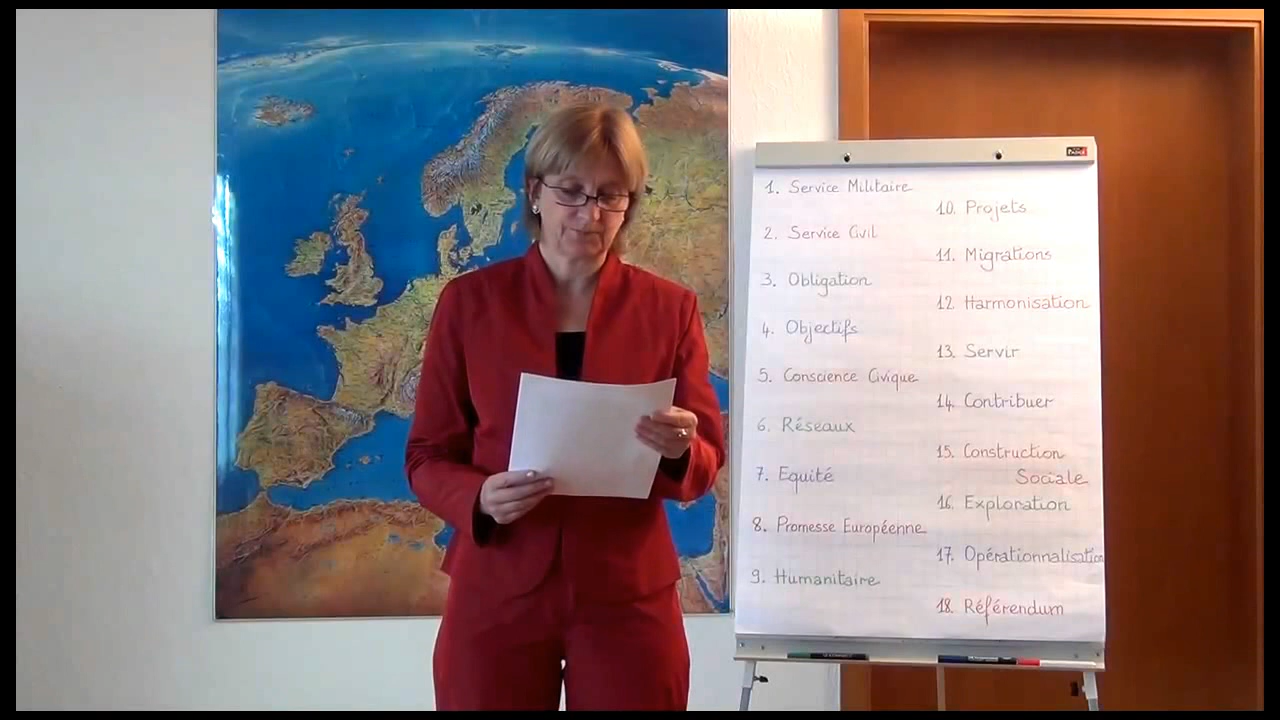 1. Service Militaire
2. Service Civil
3. Obligation
4. Objectifs
5. Conscience Civique
6. Réseaux
7. Equité
8. Promesse Européenne
9. Humanitaire
10. Projets
11. Migrations
12 Harmonisation
13. Servir
14 Contribuer
15. Construction
Sociale
16. Exploration
17. Opérationnalisation
18. Référendum